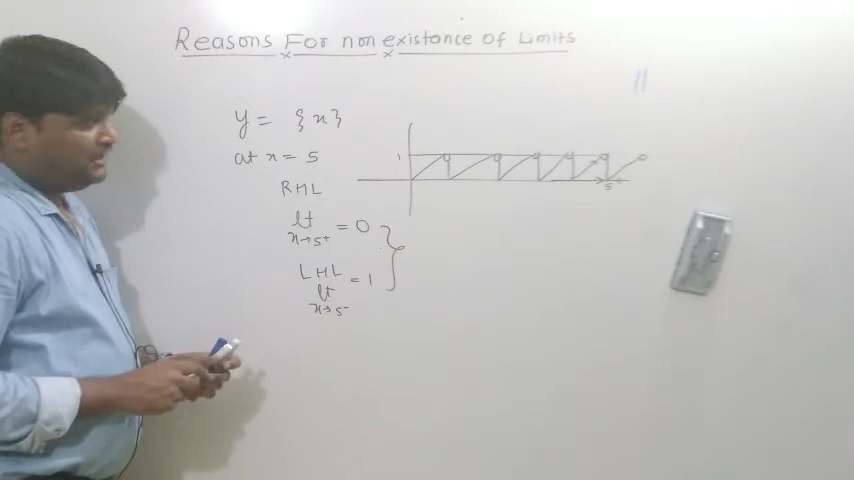 Reasons For non existance of Limits
y = {x}
at x = 5
RHL
lt = 0
x→5+
LHL
lt = 1
x→5-
1
5